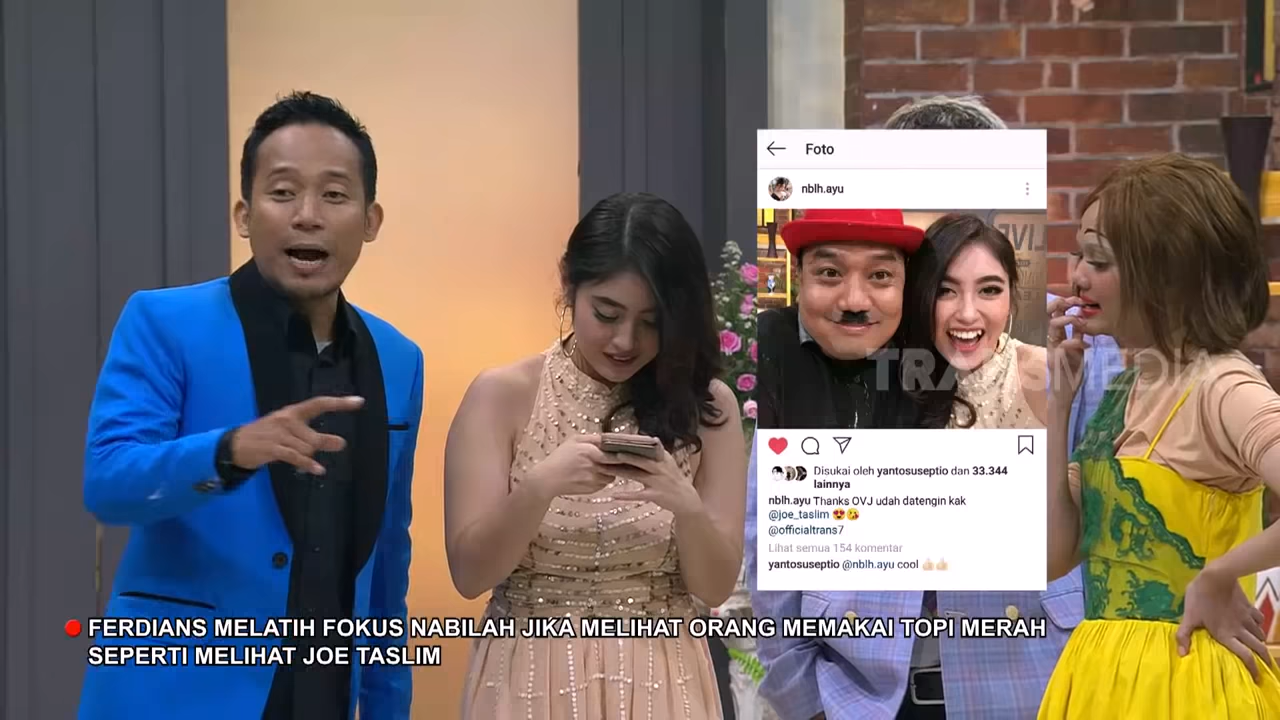 Foto
nblh.ayu
LIVE
TRANSMEDIA
Disukai oleh yantosuseptio dan 33.344
lainnya
nblh.ayu Thanks OVJ udah datengin kak
@joe_taslim 😍😘
@officialtrans7
Lihat semua 154 komentar
yantosuseptio @nblh.ayu cool 👍🏻👍🏻
FERDIANS MELATIH FOKUS NABILAH JIKA MELIHAT ORANG MEMAKAI TOPI MERAH
SEPERTI MELIHAT JOE TASLIM